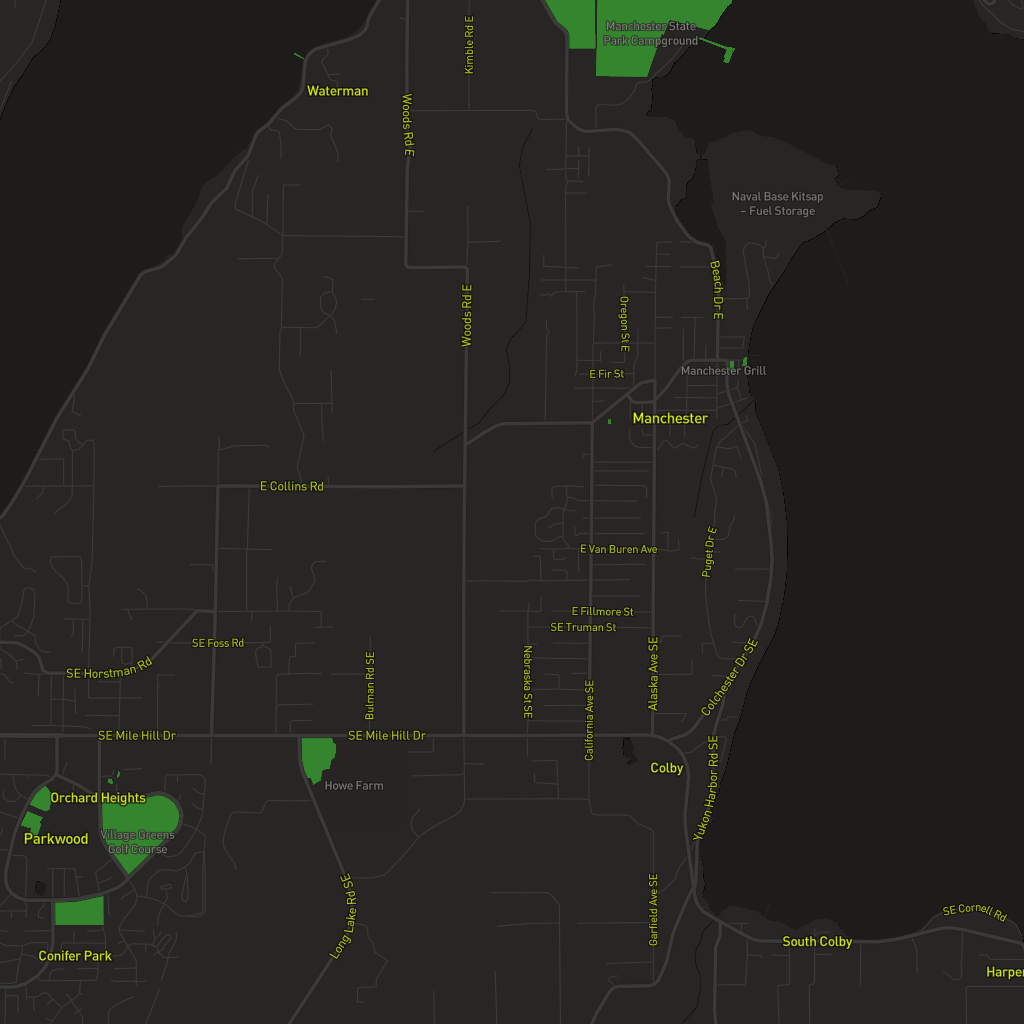 Kimble Rd E
Manchester State
Park Campground
Waterman
Woods Rd E
Naval Base Kitsap
– Fuel Storage
Beach Dr E
Woods Rd E
Oregon St E
E Fir St
Manchester Grill
Manchester
E Collins Rd
Puget Dr E
E Van Buren Ave
E Fillmore St
SE Truman St
SE Foss Rd
SE Horstman Rd
Bulman Rd SE
Nebraska St SE
Alaska Ave SE
Colchester Dr SE
California Ave SE
SE Mile Hill Dr
SE Mile Hill Dr
Colby
Yukon Harbor Rd SE
Howe Farm
Orchard Heights
Parkwood
Village Greens
Golf Course
Long Lake Rd SE
Garfield Ave SE
SE Cornell Rd
South Colby
Conifer Park
Harper